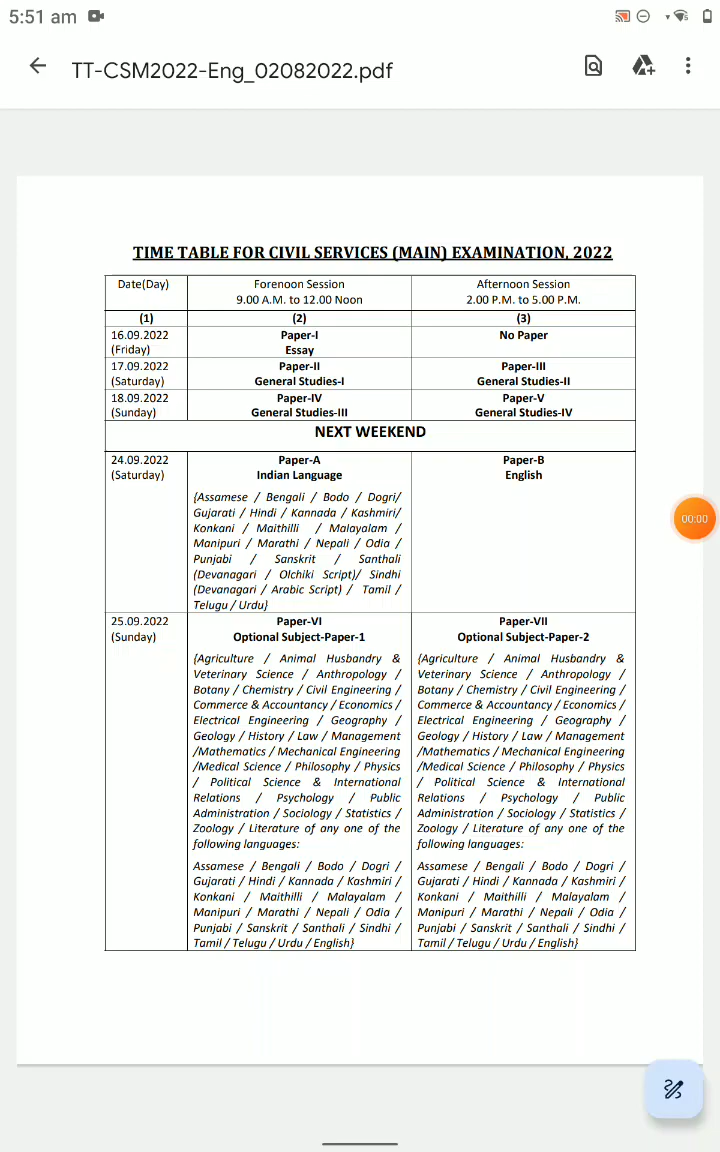 5:51 am
TT-CSM2022-Eng_02082022.pdf
TIME TABLE FOR CIVIL SERVICES (MAIN) EXAMINATION, 2022
Date(Day)
Forenoon Session
9.00 A.M. to 12.00 Noon
Afternoon Session
2.00 P.M. to 5.00 P.M.
(1)
(2)
(3)
16.09.2022
(Friday)
Paper-I
Essay
No Paper
17.09.2022
(Saturday)
Paper-II
General Studies-I
Paper-III
General Studies-II
18.09.2022
(Sunday)
Paper-IV
General Studies-III
Paper-V
General Studies-IV
NEXT WEEKEND
24.09.2022
(Saturday)
Paper-A
Indian Language
{Assamese / Bengali / Bodo / Dogri/
Gujarati / Hindi / Kannada / Kashmiri/
Konkani / Maithilli / Malayalam /
Manipuri / Marathi / Nepali / Odia /
Punjabi / Sanskrit / Santhali
(Devanagari / Olchiki Script)/ Sindhi
(Devanagari / Arabic Script) / Tamil /
Telugu / Urdu}
Paper-B
English
00:00
25.09.2022
(Sunday)
Paper-VI
Optional Subject-Paper-1
{Agriculture / Animal Husbandry &
Veterinary Science / Anthropology /
Botany / Chemistry / Civil Engineering /
Commerce & Accountancy / Economics /
Electrical Engineering / Geography /
Geology / History / Law / Management
/Mathematics / Mechanical Engineering
/Medical Science / Philosophy / Physics
/ Political Science & International
Relations / Psychology / Public
Administration / Sociology / Statistics /
Zoology / Literature of any one of the
following languages:
Assamese / Bengali / Bodo / Dogri /
Gujarati / Hindi / Kannada / Kashmiri /
Konkani / Maithilli / Malayalam /
Manipuri / Marathi / Nepali / Odia /
Punjabi / Sanskrit / Santhali / Sindhi /
Tamil / Telugu / Urdu / English}
Paper-VII
Optional Subject-Paper-2
{Agriculture / Animal Husbandry &
Veterinary Science / Anthropology /
Botany / Chemistry / Civil Engineering /
Commerce & Accountancy / Economics /
Electrical Engineering / Geography /
Geology / History / Law / Management
/Mathematics / Mechanical Engineering
/Medical Science / Philosophy / Physics
/ Political Science & International
Relations / Psychology / Public
Administration / Sociology / Statistics /
Zoology / Literature of any one of the
following languages:
Assamese / Bengali / Bodo / Dogri /
Gujarati / Hindi / Kannada / Kashmiri /
Konkani / Maithilli / Malayalam /
Manipuri / Marathi / Nepali / Odia /
Punjabi / Sanskrit / Santhali / Sindhi /
Tamil / Telugu / Urdu / English}